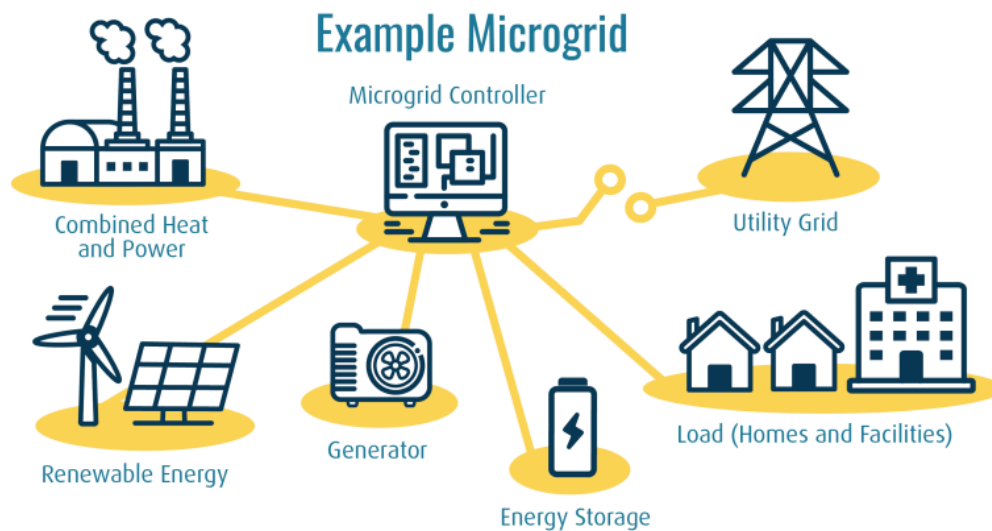 Example Microgrid
Microgrid Controller
Combined Heat
and Power
Utility Grid
Renewable Energy
Generator
Energy Storage
Load (Homes and Facilities)